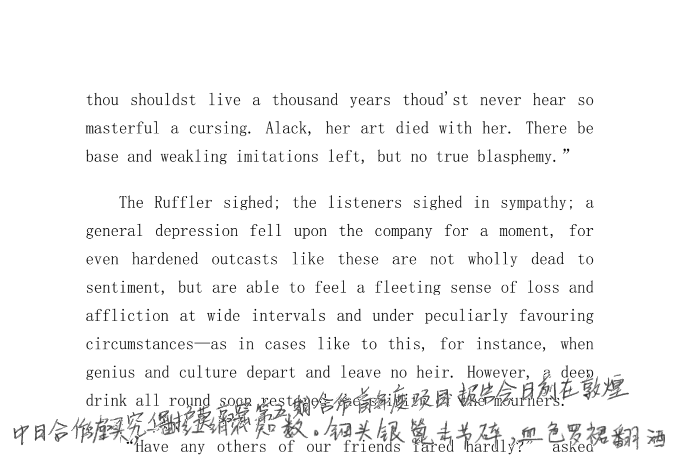 thou shouldst live a thousand years thoud'st never hear so
masterful a cursing. Alack, her art died with her. There be
base and weakling imitations left, but no true blasphemy.”
The Ruffler sighed; the listeners sighed in sympathy; a
general depression fell upon the company for a moment, for
even hardened outcasts like these are not wholly dead to
sentiment, but are able to feel a fleeting sense of loss and
affliction at wide intervals and under peculiarly favouring
circumstances—as in cases like to this, for instance, when
genius and culture depart and leave no heir. However, a deep
drink all round soon restored the spirits of the mourners.
“Have any others of our friends fared hardly?” asked
中日合作 第五期合作 项目报告会日前在敦煌
数。钿头银篦击节碎,血色罗裙翻酒